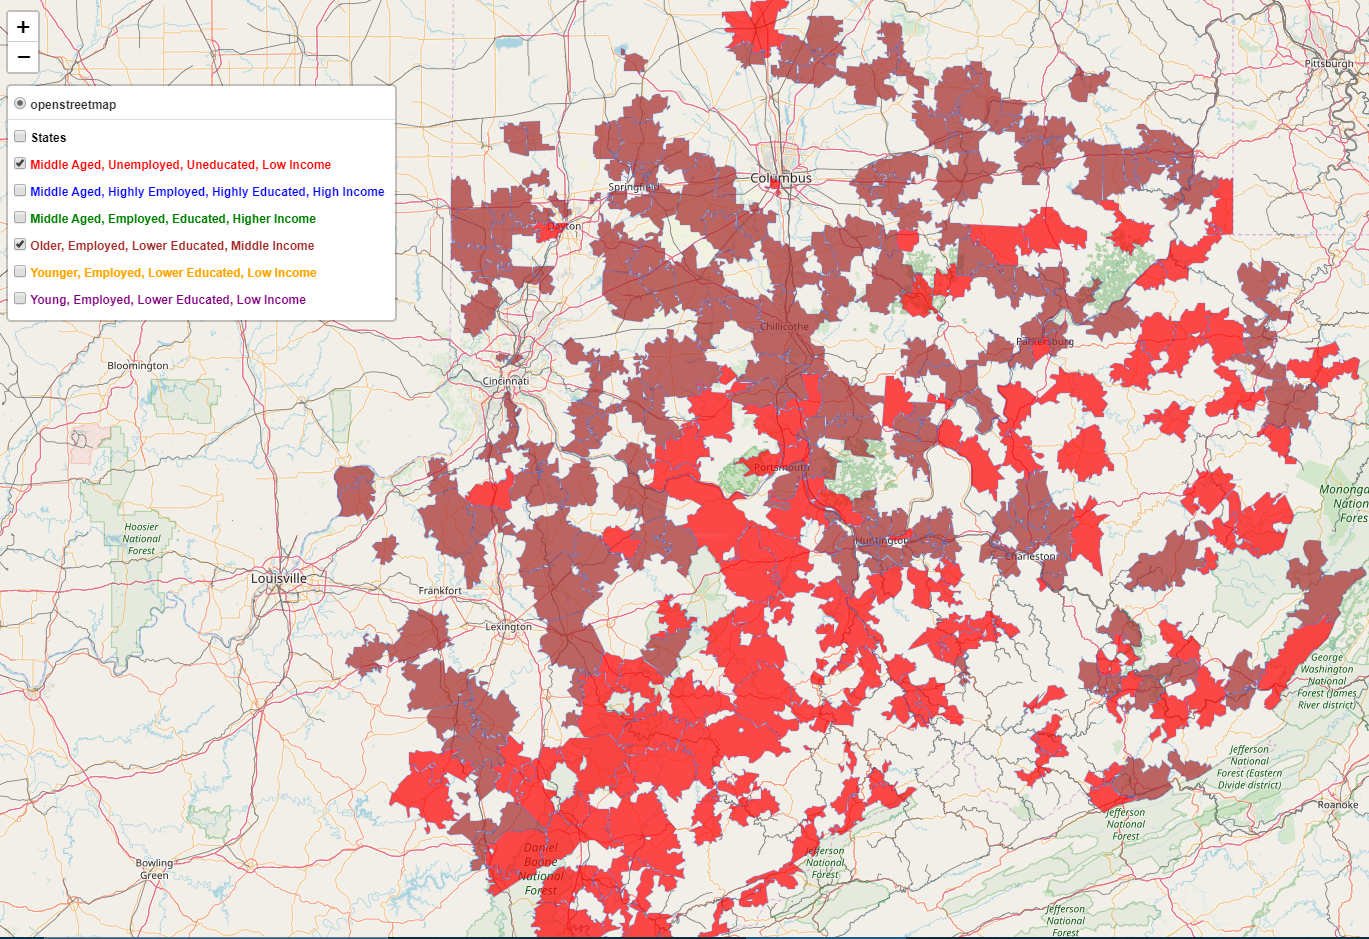 +
−
openstreetmap
States
Middle Aged, Unemployed, Uneducated, Low Income
Middle Aged, Highly Employed, Highly Educated, High Income
Middle Aged, Employed, Educated, Higher Income
Older, Employed, Lower Educated, Middle Income
Younger, Employed, Lower Educated, Low Income
Young, Employed, Lower Educated, Low Income
Pittsburgh
Columbus
Springfield
Dayton
Chillicothe
Parkersburg
Bloomington
Cincinnati
Portsmouth
Mononga
Nation
Fores
Hoosier
National
Forest
Huntington
Charleston
Louisville
Frankfort
Lexington
George
Washington
National
Forest (James
River district)
Jefferson
National
Forest (Eastern
Divide district)
Roanoke
Jefferson
National
Forest
Daniel
Boone
National
Forest
Jefferson
National
Forest
Bowling
Green
Jefferson
National
Forest